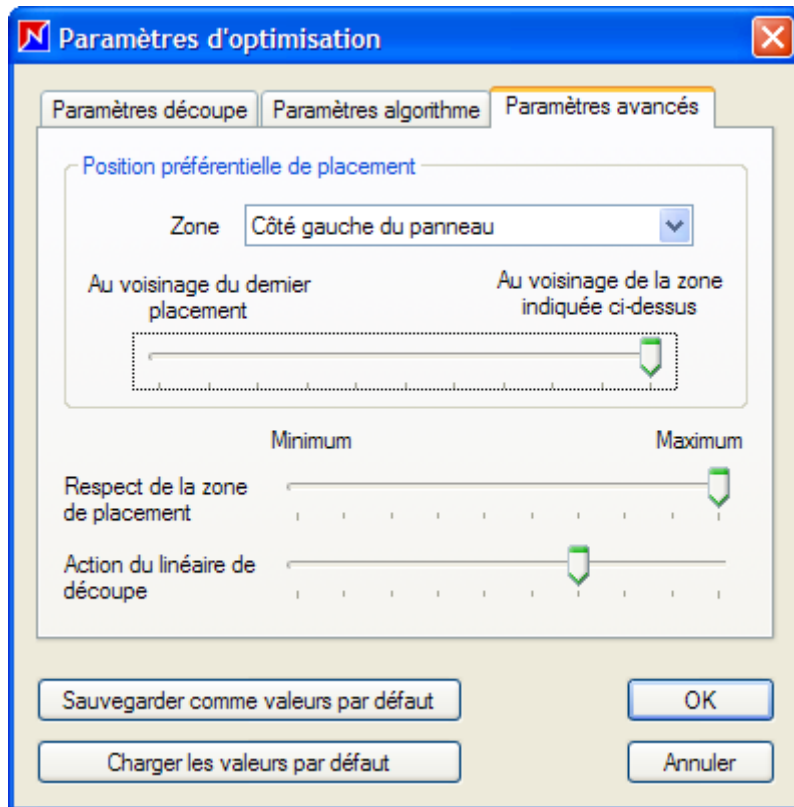 Paramètres d'optimisation
Paramètres découpe
Paramètres algorithme
Paramètres avancés
Position préférentielle de placement
Zone
Côté gauche du panneau
Au voisinage du dernier
placement
Au voisinage de la zone
indiquée ci-dessus
Minimum
Maximum
Respect de la zone
de placement
Action du linéaire de
découpe
Sauvegarder comme valeurs par défaut
OK
Charger les valeurs par défaut
Annuler